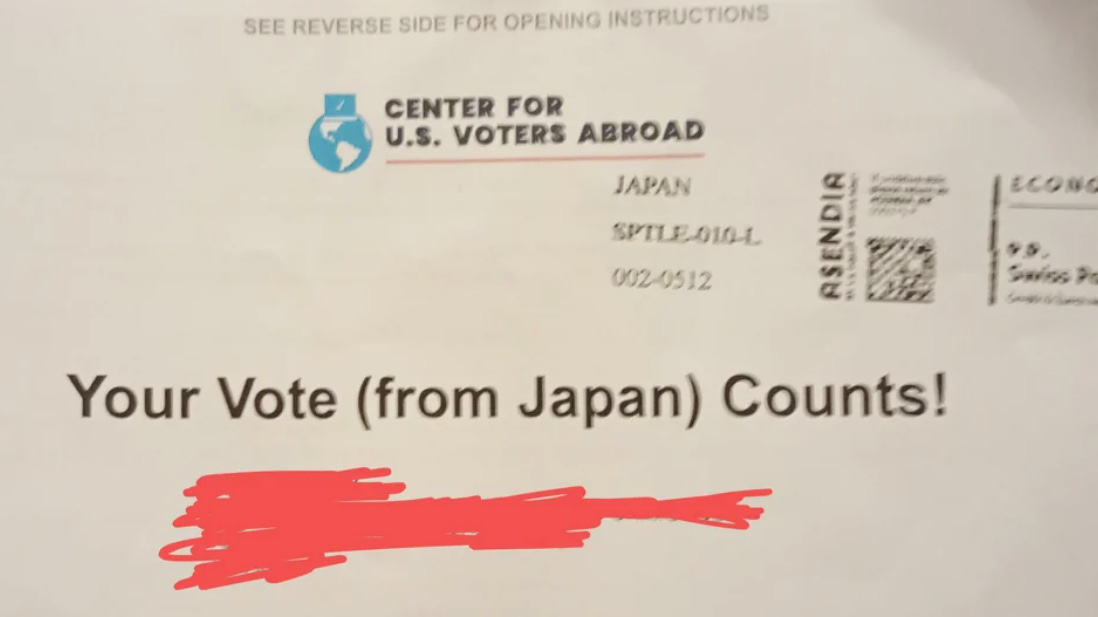 SEE REVERSE SIDE FOR OPENING INSTRUCTIONS
CENTER FOR
U.S. VOTERS ABROAD
JAPAN
SPTLE-010-L
002-0512
ASENDIA
Your Vote (from Japan) Counts!